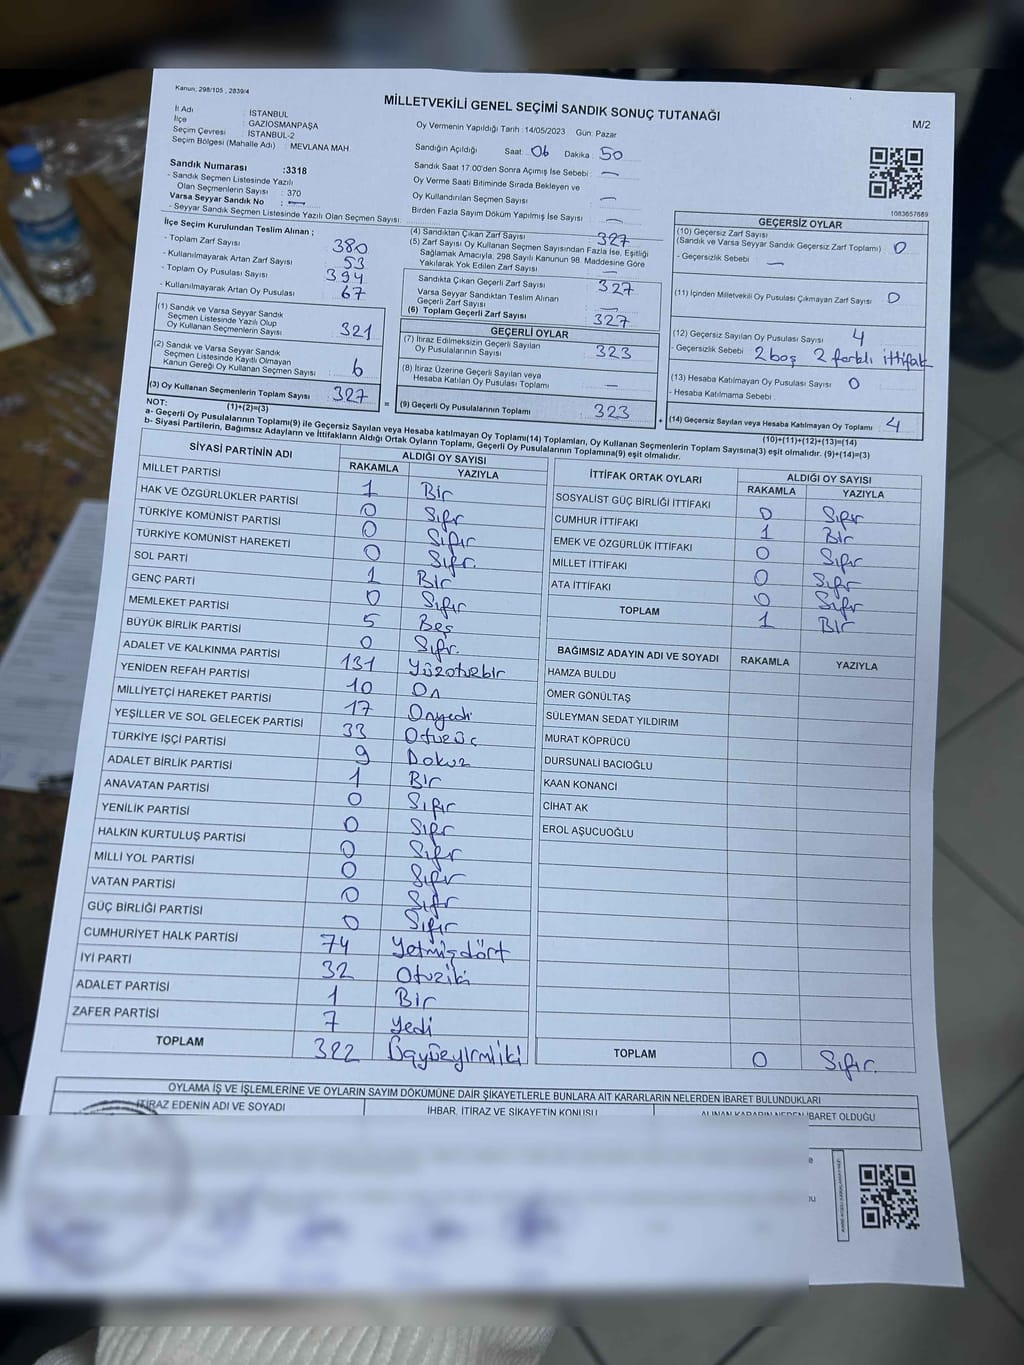 Kanun: 298/105 , 2839/4
MİLLETVEKİLİ GENEL SEÇİMİ SANDIK SONUÇ TUTANAĞI
M/2
İl Adı : İSTANBUL
İlçe : GAZİOSMANPAŞA
Seçim Çevresi : İSTANBUL-2
Seçim Bölgesi (Mahalle Adı) : MEVLANA MAH
Sandık Numarası :3318
- Sandık Seçmen Listesinde Yazılı
Olan Seçmenlerin Sayısı : 370
Varsa Seyyar Sandık No : —
- Seyyar Sandık Seçmen Listesinde Yazılı Olan Seçmen Sayısı:
Oy Vermenin Yapıldığı Tarih :14/05/2023 Gün: Pazar
Sandığın Açıldığı Saat: 06 Dakika: 50
Sandık Saat 17:00'den Sonra Açımış İse Sebebi : —
Oy Verme Saati Bitiminde Sırada Bekleyen ve
Oy Kullandırılan Seçmen Sayısı : —
Birden Fazla Sayım Döküm Yapılmış İse Sayısı : —
1083657689
İlçe Seçim Kurulundan Teslim Alınan ;
- Toplam Zarf Sayısı : 380
- Kullanılmayarak Artan Zarf Sayısı : 53
- Toplam Oy Pusulası Sayısı : 394
- Kullanılmayarak Artan Oy Pusulası : 67
(1) Sandık ve Varsa Seyyar Sandık
Seçmen Listesinde Yazılı Olup
Oy Kullanan Seçmenlerin Sayısı : 321
(2) Sandık ve Varsa Seyyar Sandık
Seçmen Listesinde Kayıtlı Olmayan
Kanun Gereği Oy Kullanan Seçmen Sayısı : 6
(3) Oy Kullanan Seçmenlerin Toplam Sayısı : 327
(1)+(2)=(3)
(4) Sandıktan Çıkan Zarf Sayısı : 327
(5) Zarf Sayısı Oy Kullanan Seçmen Sayısından Fazla İse, Eşitliği
Sağlamak Amacıyla; 298 Sayılı Kanunun 98. Maddesine Göre
Yakılarak Yok Edilen Zarf Sayısı : —
Sandıkta Çıkan Geçerli Zarf Sayısı : 327
Varsa Seyyar Sandıktan Teslim Alınan
Geçerli Zarf Sayısı :
(6) Toplam Geçerli Zarf Sayısı : 327
GEÇERLİ OYLAR
(7) İtiraz Edilmeksizin Geçerli Sayılan
Oy Pusulalarının Sayısı : 323
(8) İtiraz Üzerine Geçerli Sayılan veya
Hesaba Katılan Oy Pusulası Toplamı : —
= (9) Geçerli Oy Pusulalarının Toplamı : 323
GEÇERSİZ OYLAR
(10) Geçersiz Zarf Sayısı
(Sandık ve Varsa Seyyar Sandık Geçersiz Zarf Toplamı) : 0
- Geçersizlik Sebebi : —
(11) İçinden Milletvekili Oy Pusulası Çıkmayan Zarf Sayısı : 0
(12) Geçersiz Sayılan Oy Pusulası Sayısı : 4
- Geçersizlik Sebebi : 2 boş 2 farklı ittifak
(13) Hesaba Katılmayan Oy Pusulası Sayısı : 0
- Hesaba Katılmama Sebebi :
+ (14) Geçersiz Sayılan veya Hesaba Katılmayan Oy Toplamı : 4
(10)+(11)+(12)+(13)=(14)
NOT:
a- Geçerli Oy Pusulalarının Toplamı(9) ile Geçersiz Sayılan veya Hesaba katılmayan Oy Toplamı(14) Toplamları, Oy Kullanan Seçmenlerin Toplam Sayısına(3) eşit olmalıdır. (9)+(14)=(3)
b- Siyasi Partilerin, Bağımsız Adayların ve İttifakların Aldığı Ortak Oyların Toplamı, Geçerli Oy Pusulalarının Toplamına(9) eşit olmalıdır.
SİYASİ PARTİNİN ADI ALDIĞI OY SAYISI
RAKAMLA YAZIYLA
MİLLET PARTİSİ 1 Bir
HAK VE ÖZGÜRLÜKLER PARTİSİ 0 Sıfır
TÜRKİYE KOMÜNİST PARTİSİ 0 Sıfır
TÜRKİYE KOMÜNİST HAREKETİ 0 Sıfır.
SOL PARTİ 1 Bir
GENÇ PARTİ 0 Sıfır
MEMLEKET PARTİSİ 5 Beş
BÜYÜK BİRLİK PARTİSİ 0 Sıfır.
ADALET VE KALKINMA PARTİSİ 131 Yüzotuzbir
YENİDEN REFAH PARTİSİ 10 On
MİLLİYETÇİ HAREKET PARTİSİ 17 Onyedi
YEŞİLLER VE SOL GELECEK PARTİSİ 33 Otuzüç
TÜRKİYE İŞÇİ PARTİSİ 9 Dokuz
ADALET BİRLİK PARTİSİ 1 Bir
ANAVATAN PARTİSİ 0 Sıfır
YENİLİK PARTİSİ 0 Sıfır
HALKIN KURTULUŞ PARTİSİ 0 Sıfır
MİLLİ YOL PARTİSİ 0 Sıfır
VATAN PARTİSİ 0 Sıfır
GÜÇ BİRLİĞİ PARTİSİ 0 Sıfır
CUMHURİYET HALK PARTİSİ 74 Yetmişdört
İYİ PARTİ 32 Otuziki
ADALET PARTİSİ 1 Bir
ZAFER PARTİSİ 7 Yedi
TOPLAM 322 Üçyüzyirmiiki
İTTİFAK ORTAK OYLARI ALDIĞI OY SAYISI
RAKAMLA YAZIYLA
SOSYALİST GÜÇ BİRLİĞİ İTTİFAKI 0 Sıfır
CUMHUR İTTİFAKI 1 Bir
EMEK VE ÖZGÜRLÜK İTTİFAKI 0 Sıfır
MİLLET İTTİFAKI 0 Sıfır
ATA İTTİFAKI 0 Sıfır
TOPLAM 1 Bir
BAĞIMSIZ ADAYIN ADI VE SOYADI RAKAMLA YAZIYLA
HAMZA BULDU
ÖMER GÖNÜLTAŞ
SÜLEYMAN SEDAT YILDIRIM
MURAT KÖPRÜCÜ
DURSUNALİ BACIOĞLU
KAAN KONANCİ
CİHAT AK
EROL AŞUCUOĞLU
TOPLAM 0 Sıfır.
OYLAMA İŞ VE İŞLEMLERİNE VE OYLARIN SAYIM DÖKÜMÜNE DAİR ŞİKAYETLERLE BUNLARA AİT KARARLARIN NELERDEN İBARET BULUNDUKLARI
İTİRAZ EDENİN ADI VE SOYADI İHBAR, İTİRAZ VE ŞİKAYETİN KONUSU ALINAN KARARIN NEDEN İBARET OLDUĞU